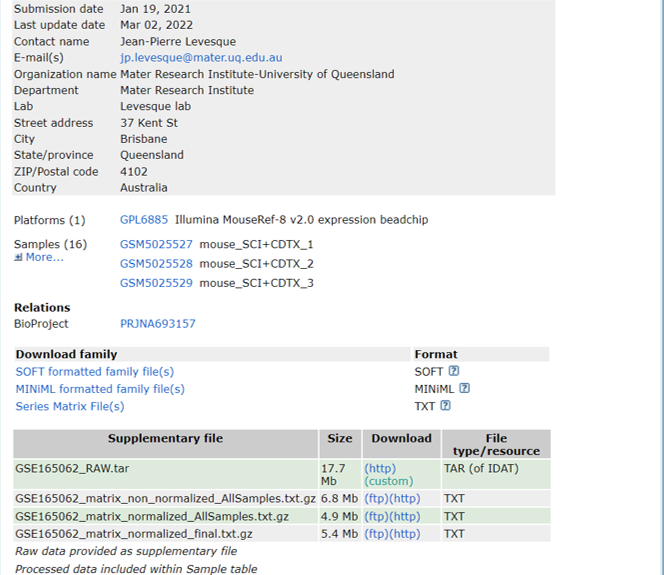 Submission date Jan 19, 2021
Last update date Mar 02, 2022
Contact name Jean-Pierre Levesque
E-mail(s) jp.levesque@mater.uq.edu.au
Organization name Mater Research Institute-University of Queensland
Department Mater Research Institute
Lab Levesque lab
Street address 37 Kent St
City Brisbane
State/province Queensland
ZIP/Postal code 4102
Country Australia
Platforms (1) GPL6885 Illumina MouseRef-8 v2.0 expression beadchip
Samples (16) GSM5025527 mouse_SCI+CDTX_1
More... GSM5025528 mouse_SCI+CDTX_2
GSM5025529 mouse_SCI+CDTX_3
Relations
BioProject PRJNA693157
Download family Format
SOFT formatted family file(s) SOFT ?
MINiML formatted family file(s) MINiML ?
Series Matrix File(s) TXT ?
Supplementary file Size Download File type/resource
GSE165062_RAW.tar 17.7 Mb (http)(custom) TAR (of IDAT)
GSE165062_matrix_non_normalized_AllSamples.txt.gz 6.8 Mb (ftp)(http) TXT
GSE165062_matrix_normalized_AllSamples.txt.gz 4.9 Mb (ftp)(http) TXT
GSE165062_matrix_normalized_final.txt.gz 5.4 Mb (ftp)(http) TXT
Raw data provided as supplementary file
Processed data included within Sample table